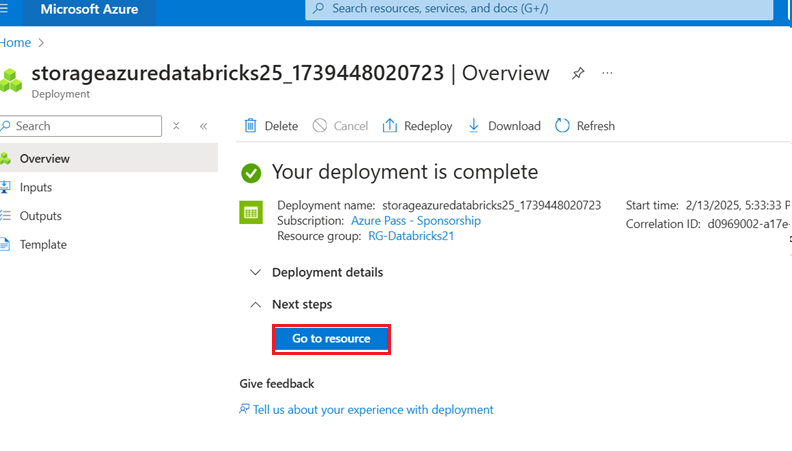 Microsoft Azure
Search resources, services, and docs (G+/)
Home
storageazuredatabricks25_1739448020723 | Overview
Deployment
Search
Delete Cancel Redeploy Download Refresh
Overview
Inputs
Outputs
Template
Your deployment is complete
Deployment name: storageazuredatabricks25_1739448020723
Subscription: Azure Pass - Sponsorship
Resource group: RG-Databricks21
Start time: 2/13/2025, 5:33:33 P
Correlation ID: d0969002-a17e-
Deployment details
Next steps
Go to resource
Give feedback
Tell us about your experience with deployment